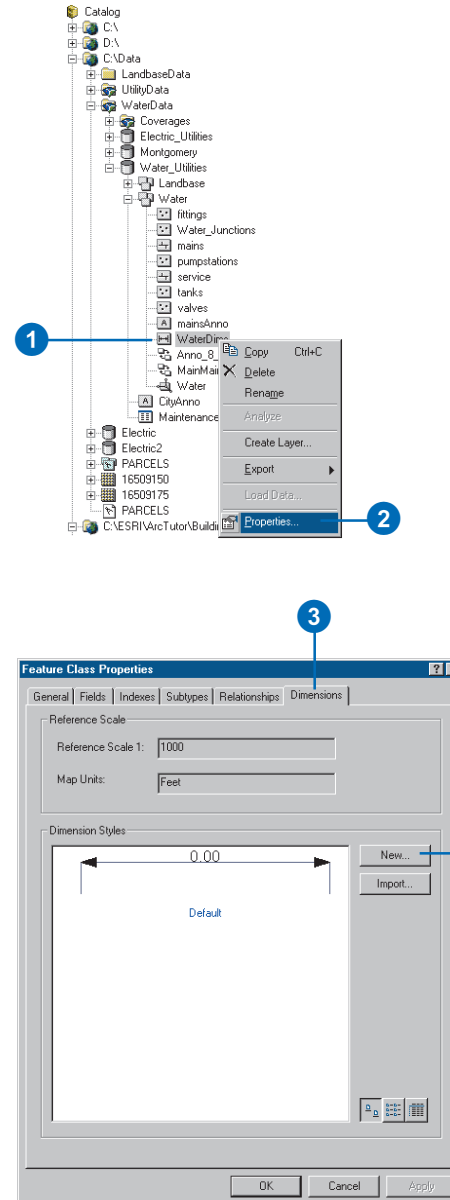 Catalog
C:\
D:\
C:\Data
LandbaseData
UtilityData
WaterData
Coverages
Electric_Utilities
Montgomery
Water_Utilities
Landbase
Water
fittings
Water_Junctions
mains
pumpstations
service
tanks
valves
mainsAnno
1
WaterDims
Anno_8_
MainMai
Water
CityAnno
Maintenance
Electric
Electric2
PARCELS
16509150
16509175
PARCELS
C:\ESRI\ArcTutor\Buildi
Copy Ctrl+C
Delete
Rename
Analyze
Create Layer...
Export
Load Data...
Properties...
2
3
Feature Class Properties ?
General Fields Indexes Subtypes Relationships Dimensions
Reference Scale
Reference Scale 1: 1000
Map Units: Feet
Dimension Styles
0.00
Default
New...
Import...
OK Cancel Apply